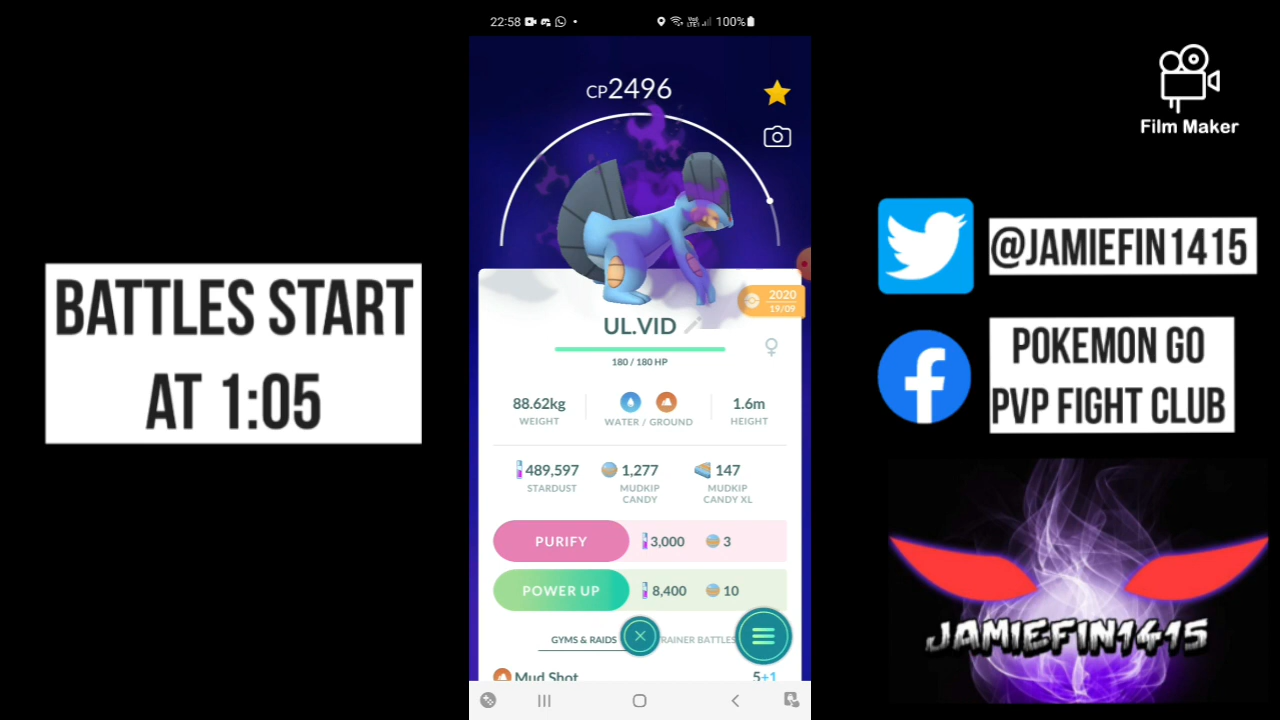 BATTLES START
AT 1:05
22:58
100%
CP2496
2020
19/09
UL.VID
180 / 180 HP
88.62kg
WEIGHT
WATER / GROUND
1.6m
HEIGHT
489,597
STARDUST
1,277
MUDKIP
CANDY
147
MUDKIP
CANDY XL
PURIFY
3,000
3
POWER UP
8,400
10
GYMS & RAIDS
TRAINER BATTLES
Mud Shot
5+1
Film Maker
@JAMIEFIN1415
POKEMON GO
PVP FIGHT CLUB
JAMIEFIN1415